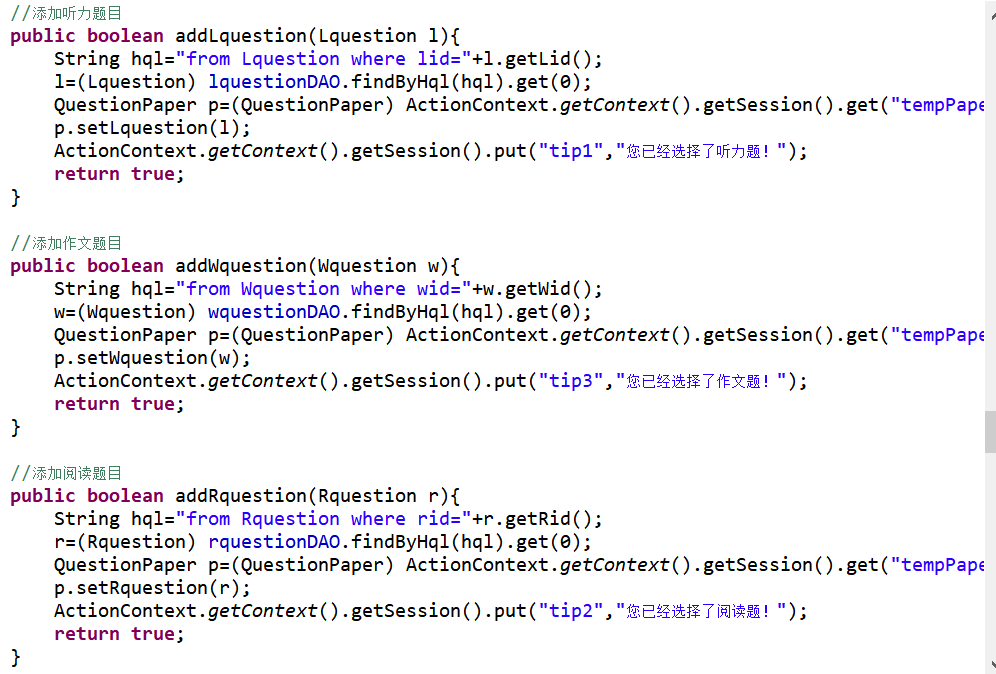 //添加听力题目
public boolean addLquestion(Lquestion l){
String hql="from Lquestion where lid="+l.getLid();
l=(Lquestion) lquestionDAO.findByHql(hql).get(0);
QuestionPaper p=(QuestionPaper) ActionContext.getContext().getSession().get("tempPape
p.setLquestion(l);
ActionContext.getContext().getSession().put("tip1","您已经选择了听力题！");
return true;
}
//添加作文题目
public boolean addWquestion(Wquestion w){
String hql="from Wquestion where wid="+w.getWid();
w=(Wquestion) wquestionDAO.findByHql(hql).get(0);
QuestionPaper p=(QuestionPaper) ActionContext.getContext().getSession().get("tempPape
p.setWquestion(w);
ActionContext.getContext().getSession().put("tip3","您已经选择了作文题！");
return true;
}
//添加阅读题目
public boolean addRquestion(Rquestion r){
String hql="from Rquestion where rid="+r.getRid();
r=(Rquestion) rquestionDAO.findByHql(hql).get(0);
QuestionPaper p=(QuestionPaper) ActionContext.getContext().getSession().get("tempPape
p.setRquestion(r);
ActionContext.getContext().getSession().put("tip2","您已经选择了阅读题！");
return true;
}